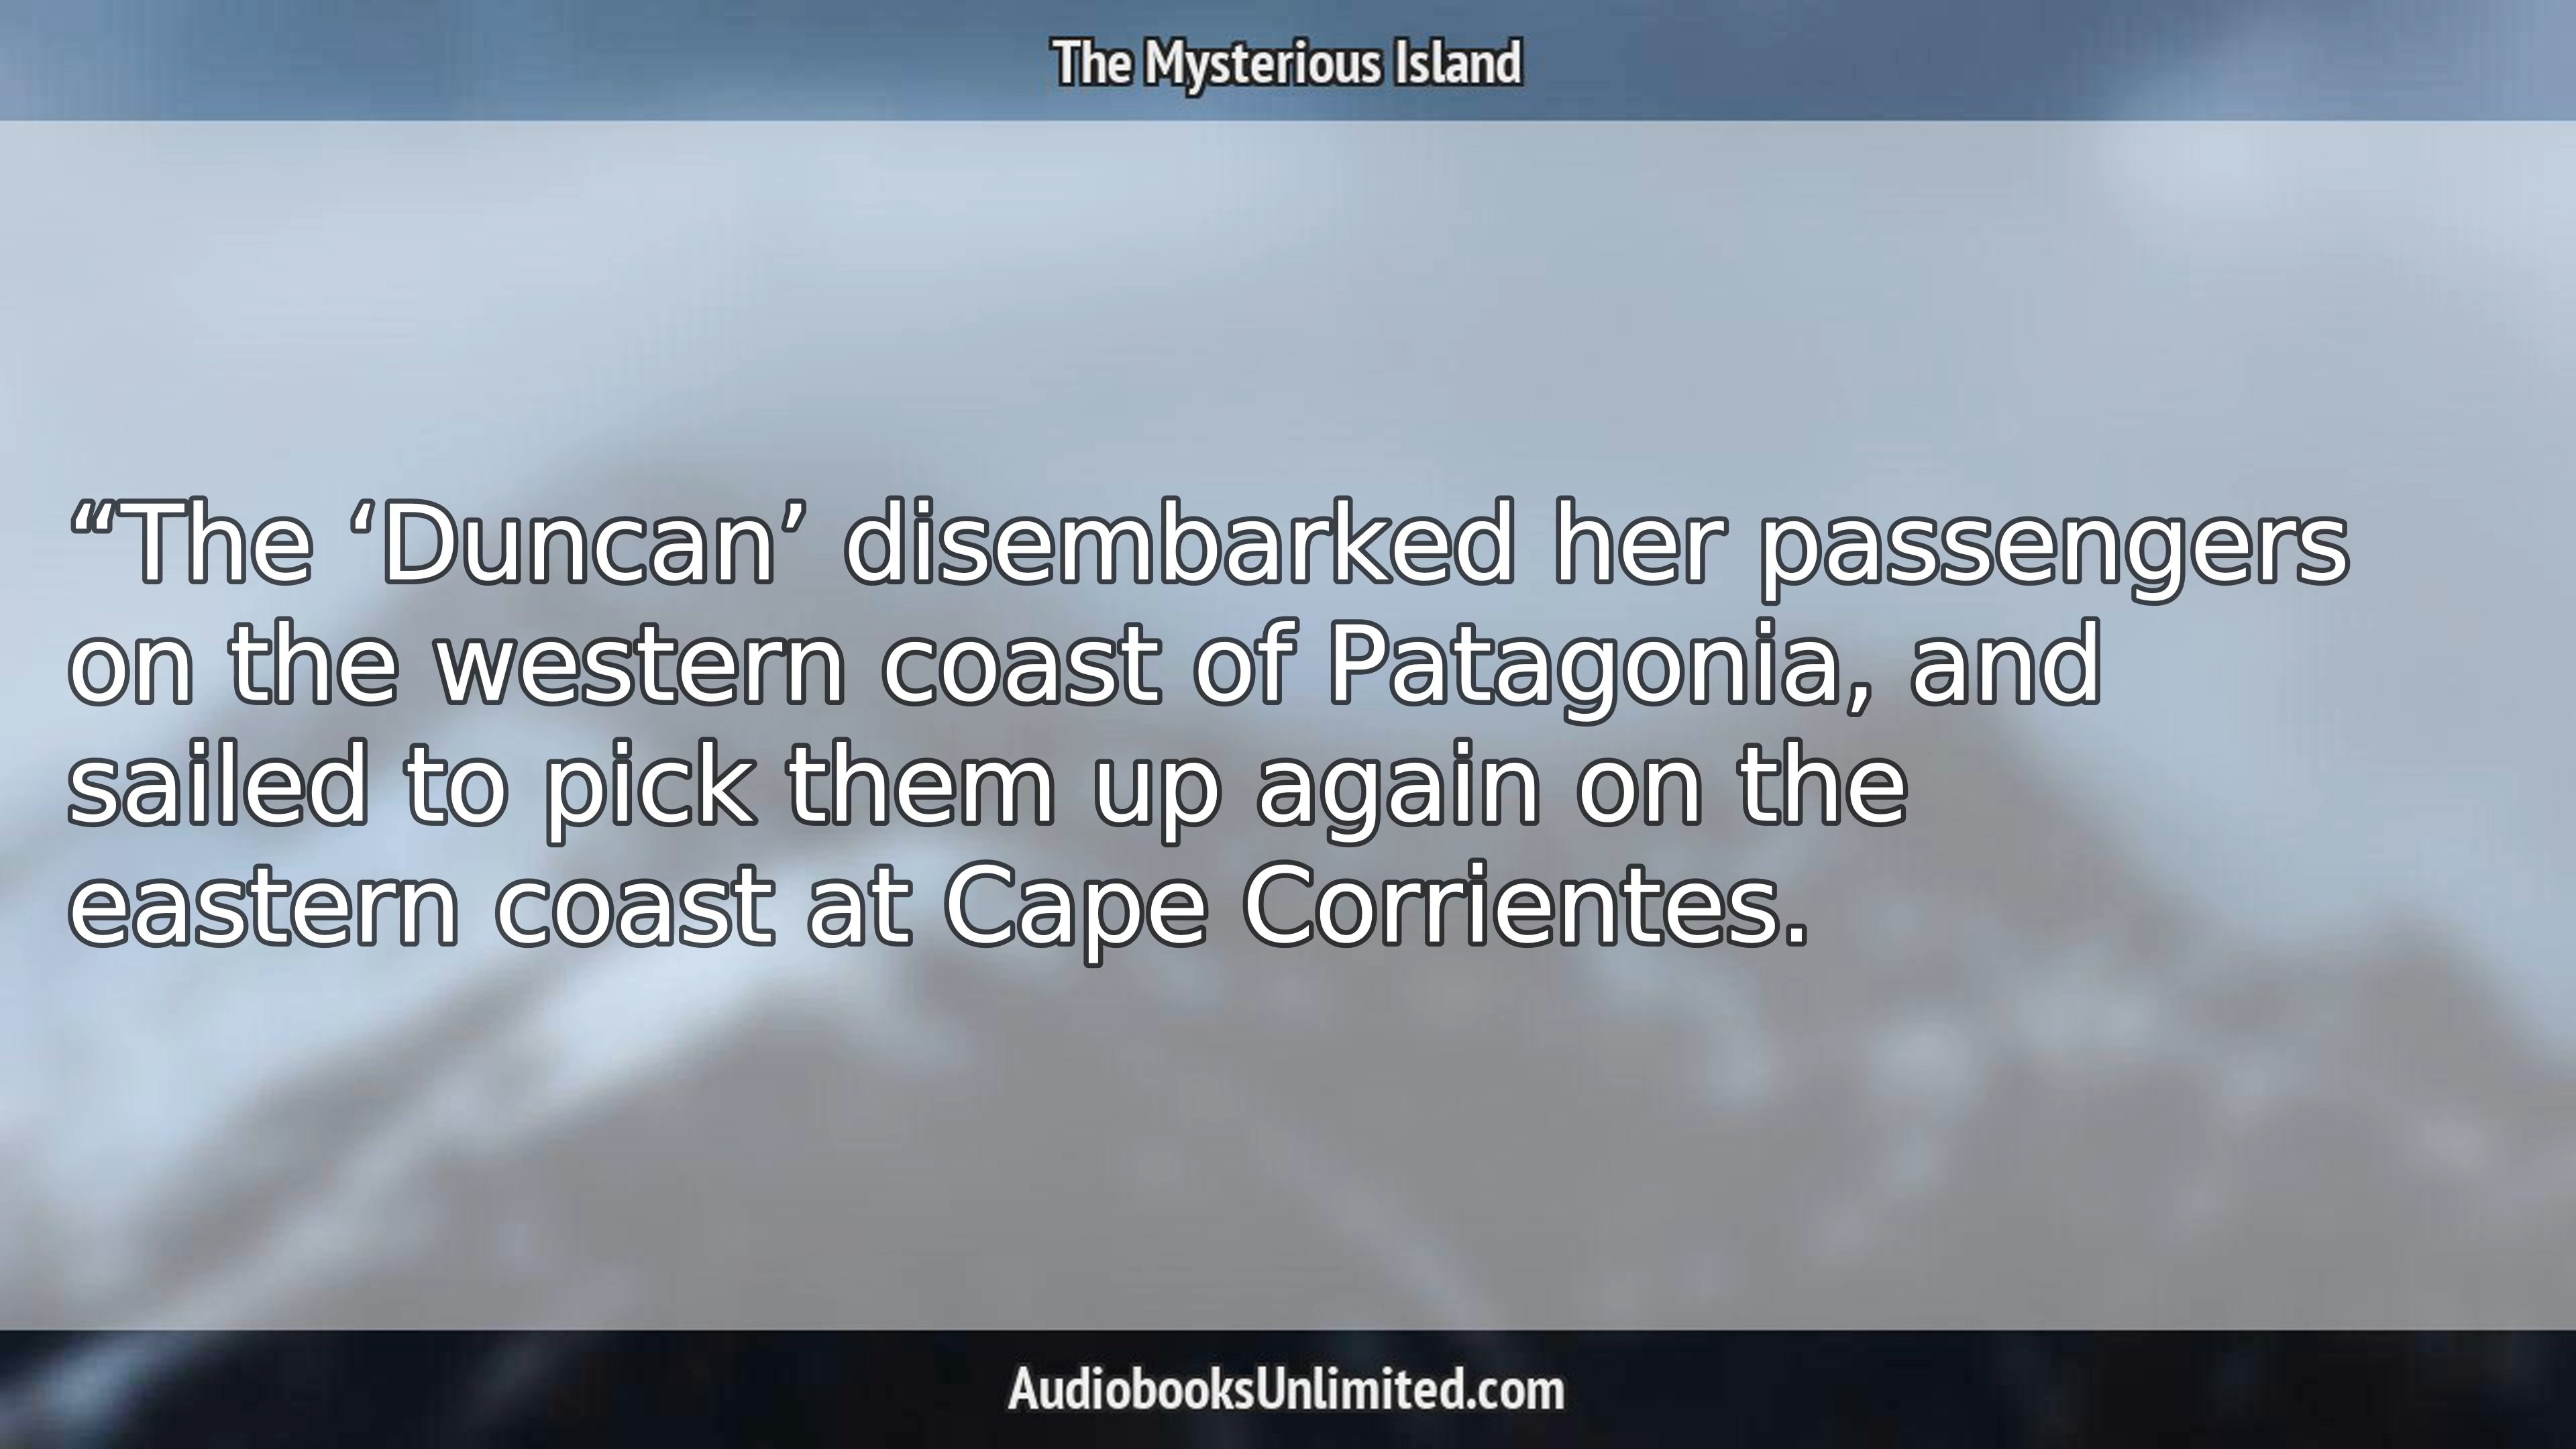 The Mysterious Island
“The ‘Duncan’ disembarked her passengers
on the western coast of Patagonia, and
sailed to pick them up again on the
eastern coast at Cape Corrientes.
AudiobooksUnlimited.com